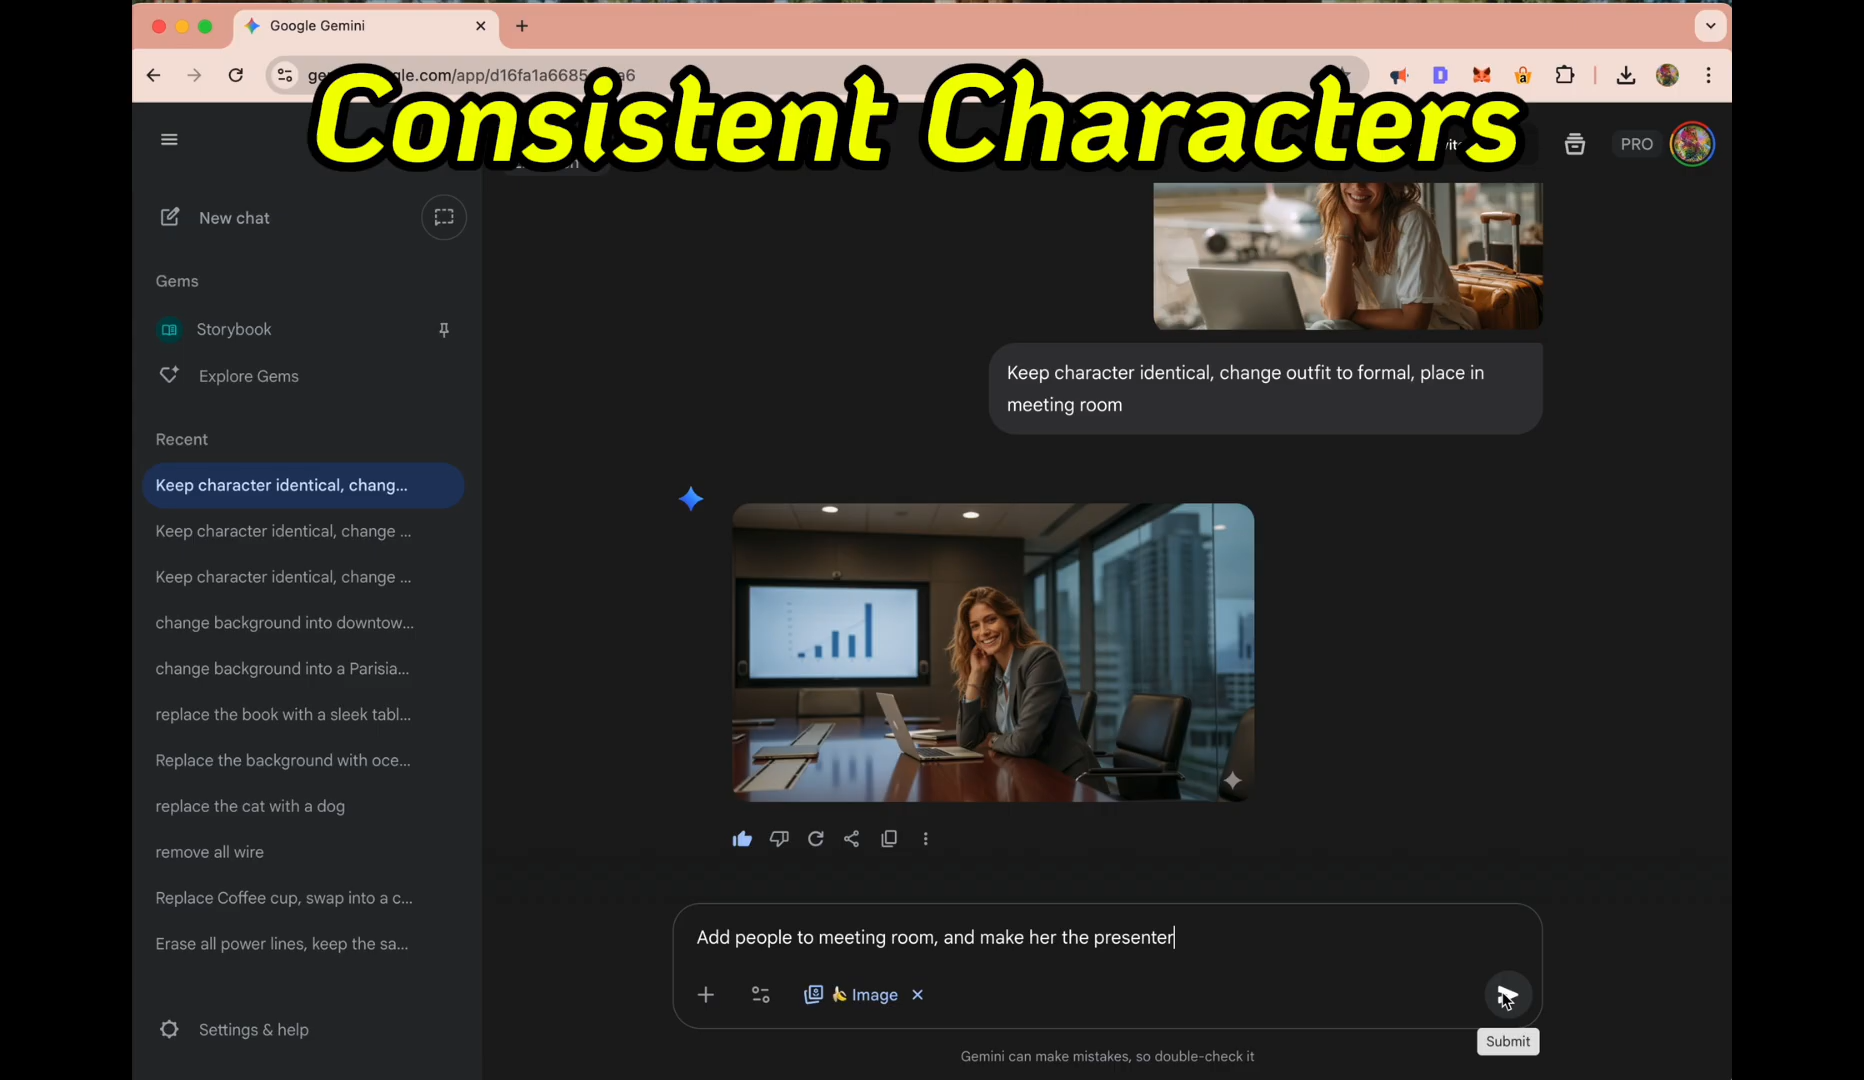 Google Gemini
Consistent Characters
PRO
New chat
Gems
Storybook
Explore Gems
Recent
Keep character identical, chang...
Keep character identical, change ...
Keep character identical, change ...
change background into downtow...
change background into a Parisia...
replace the book with a sleek tabl...
Replace the background with oce...
replace the cat with a dog
remove all wire
Replace Coffee cup, swap into a c...
Erase all power lines, keep the sa...
Settings & help
Keep character identical, change outfit to formal, place in
meeting room
Add people to meeting room, and make her the presenter
Image
Submit
Gemini can make mistakes, so double-check it